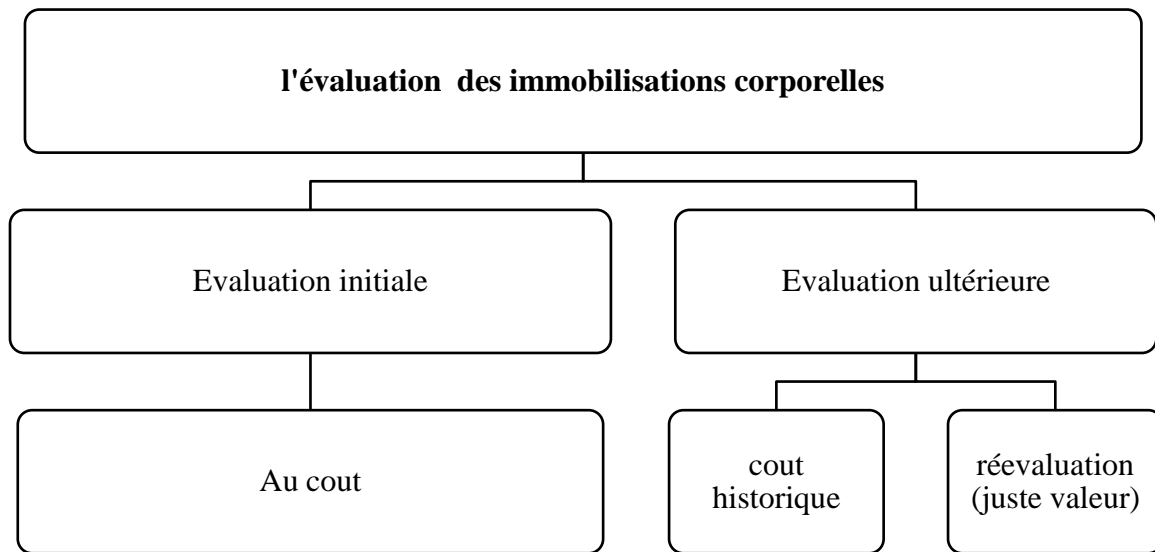 l'évaluation des immobilisations corporelles
Evaluation initiale
Evaluation ultérieure
Au cout
cout
historique
réevaluation
(juste valeur)